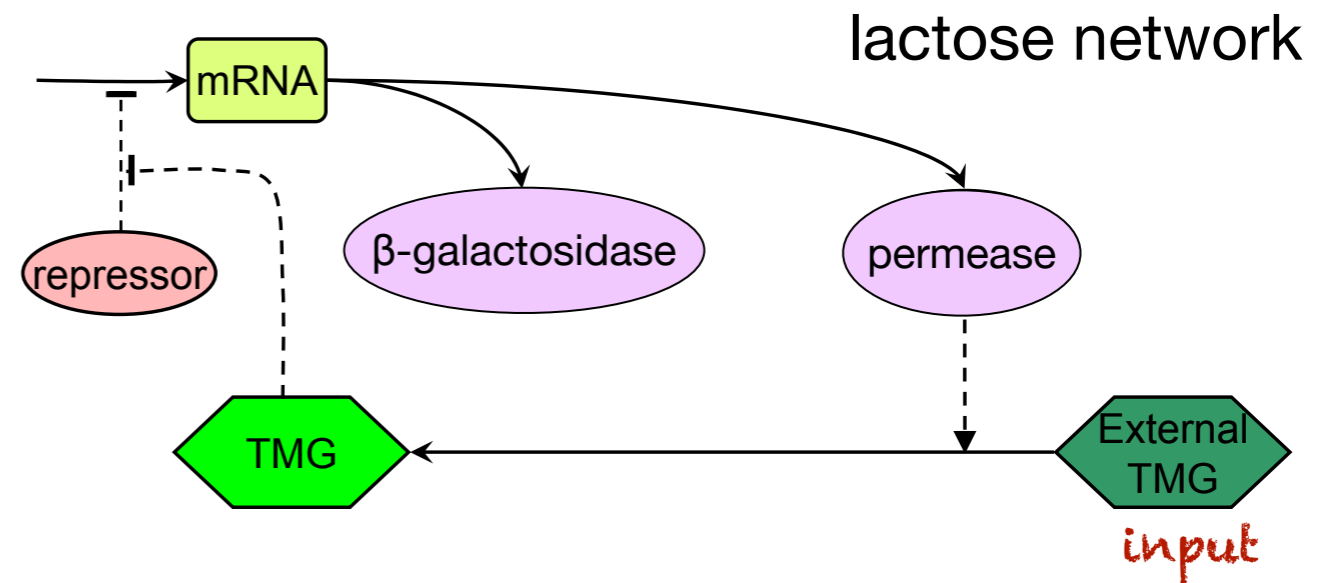 lactose network
mRNA
β-galactosidase
permease
repressor
TMG
External
TMG
input